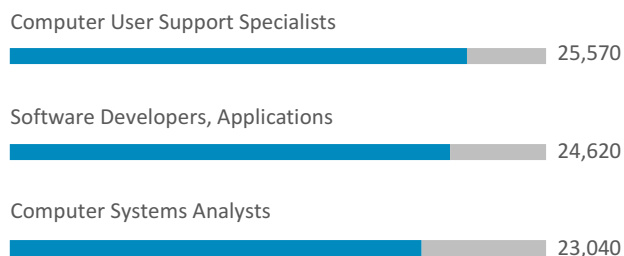 Computer User Support Specialists
25,570
Software Developers, Applications
24,620
Computer Systems Analysts
23,040